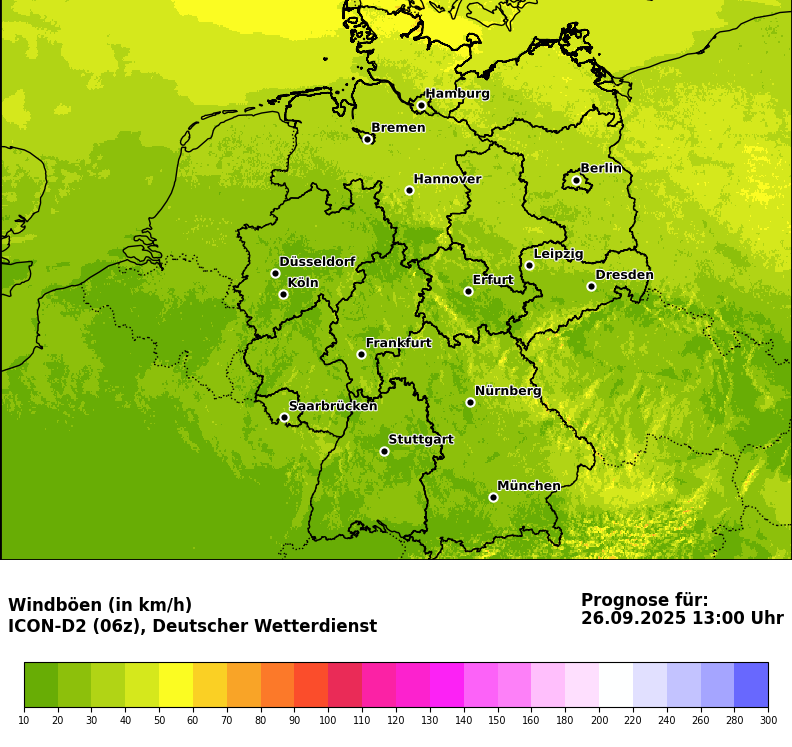 Hamburg
Bremen
Berlin
Hannover
Leipzig
Düsseldorf
Dresden
Erfurt
Köln
Frankfurt
Nürnberg
Saarbrücken
Stuttgart
München
Windböen (in km/h)
ICON-D2 (06z), Deutscher Wetterdienst
Prognose für:
26.09.2025 13:00 Uhr
10 20 30 40 50 60 70 80 90 100 110 120 130 140 150 160 180 200 220 240 260 280 300